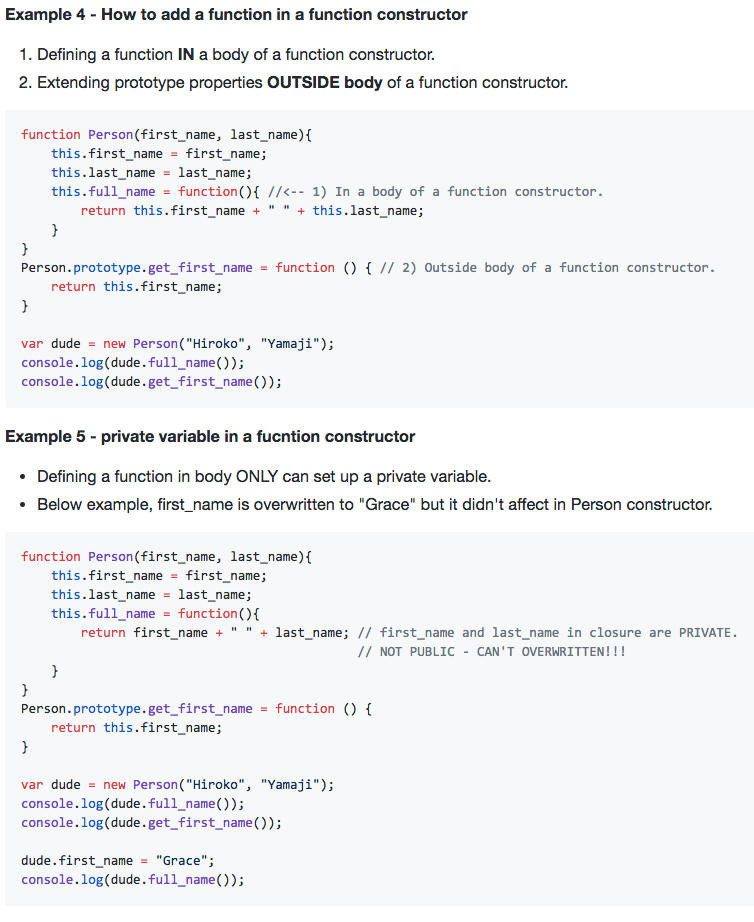 Example 4 - How to add a function in a function constructor
1. Defining a function IN a body of a function constructor.
2. Extending prototype properties OUTSIDE body of a function constructor.
function Person(first_name, last_name){
    this.first_name = first_name;
    this.last_name = last_name;
    this.full_name = function(){ //<-- 1) In a body of a function constructor.
        return this.first_name + " " + this.last_name;
    }
}
Person.prototype.get_first_name = function () { // 2) Outside body of a function constructor.
    return this.first_name;
}
var dude = new Person("Hiroko", "Yamaji");
console.log(dude.full_name());
console.log(dude.get_first_name());
Example 5 - private variable in a fucntion constructor
• Defining a function in body ONLY can set up a private variable.
• Below example, first_name is overwritten to "Grace" but it didn't affect in Person constructor.
function Person(first_name, last_name){
    this.first_name = first_name;
    this.last_name = last_name;
    this.full_name = function(){
        return first_name + " " + last_name; // first_name and last_name in closure are PRIVATE.
                                             // NOT PUBLIC - CAN'T OVERWRITTEN!!!
    }
}
Person.prototype.get_first_name = function () {
    return this.first_name;
}
var dude = new Person("Hiroko", "Yamaji");
console.log(dude.full_name());
console.log(dude.get_first_name());
dude.first_name = "Grace";
console.log(dude.full_name());